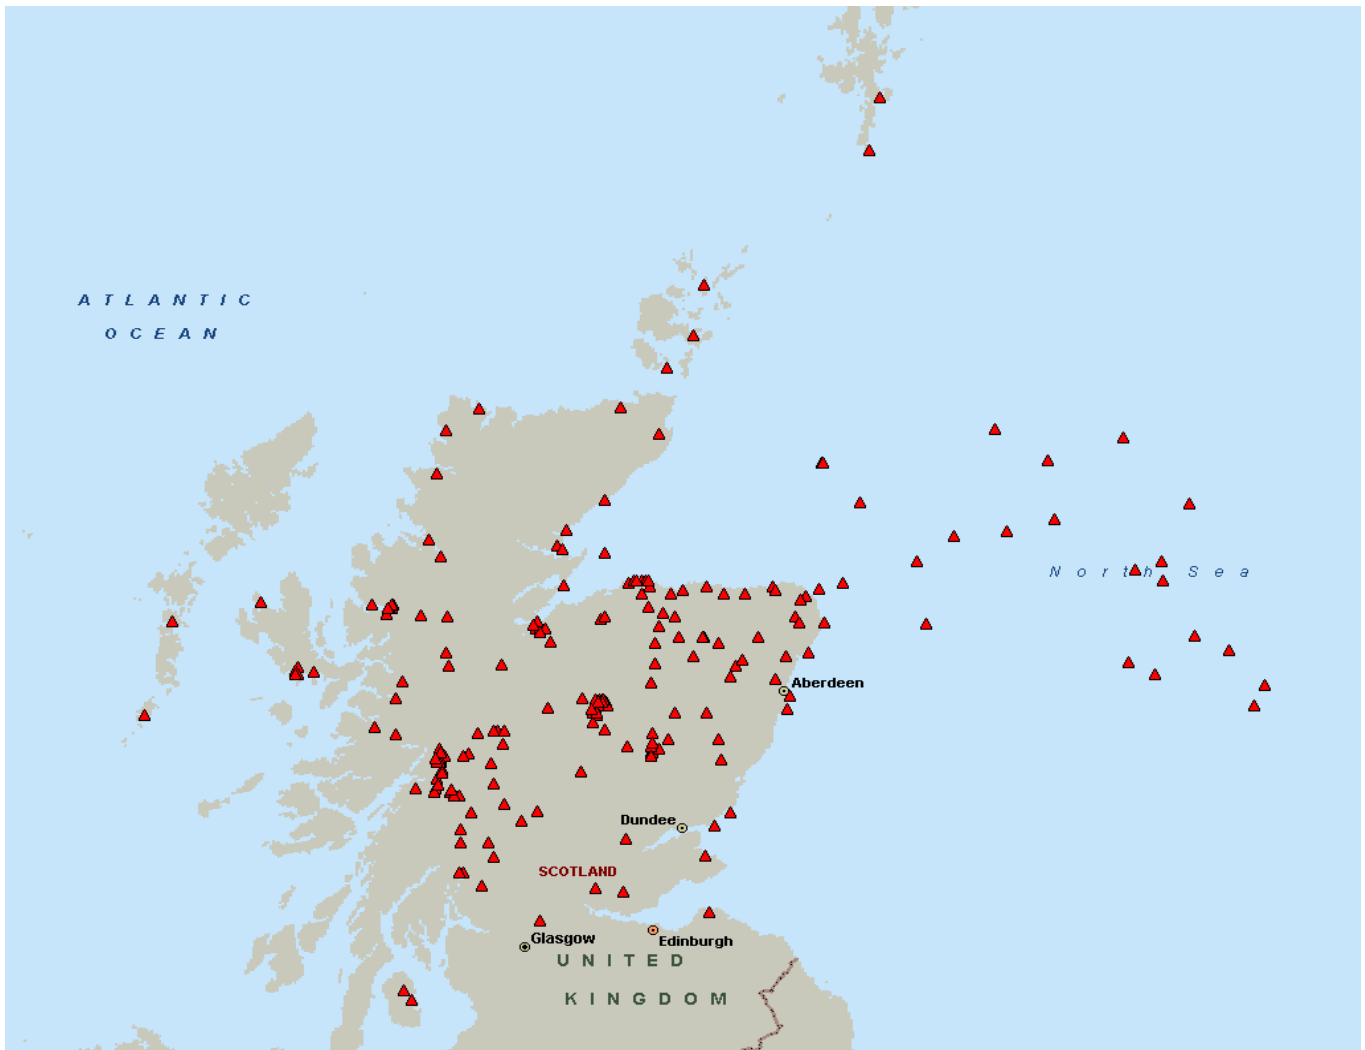 ATLANTIC
OCEAN
North Sea
Aberdeen
Dundee
SCOTLAND
Glasgow
Edinburgh
UNITED
KINGDOM